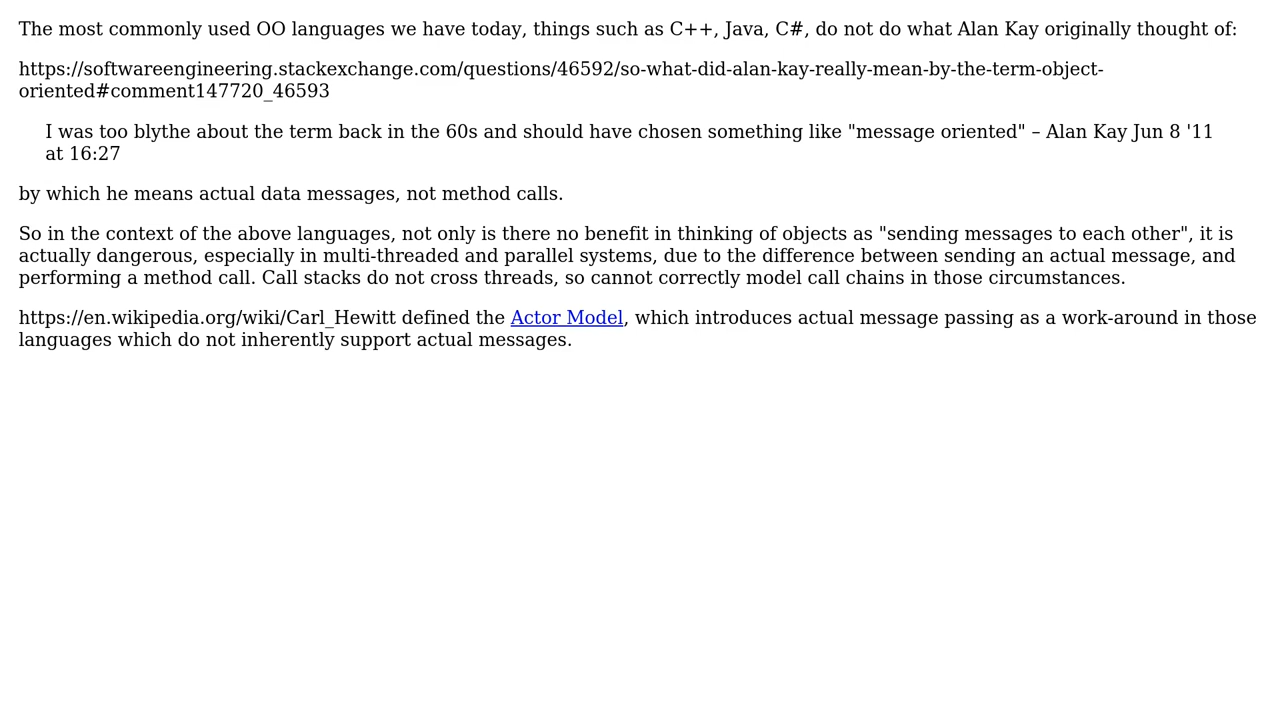 The most commonly used OO languages we have today, things such as C++, Java, C#, do not do what Alan Kay originally thought of:
https://softwareengineering.stackexchange.com/questions/46592/so-what-did-alan-kay-really-mean-by-the-term-object-
oriented#comment147720_46593
I was too blythe about the term back in the 60s and should have chosen something like "message oriented" – Alan Kay Jun 8 '11
at 16:27
by which he means actual data messages, not method calls.
So in the context of the above languages, not only is there no benefit in thinking of objects as "sending messages to each other", it is
actually dangerous, especially in multi-threaded and parallel systems, due to the difference between sending an actual message, and
performing a method call. Call stacks do not cross threads, so cannot correctly model call chains in those circumstances.
https://en.wikipedia.org/wiki/Carl_Hewitt defined the Actor Model, which introduces actual message passing as a work-around in those
languages which do not inherently support actual messages.